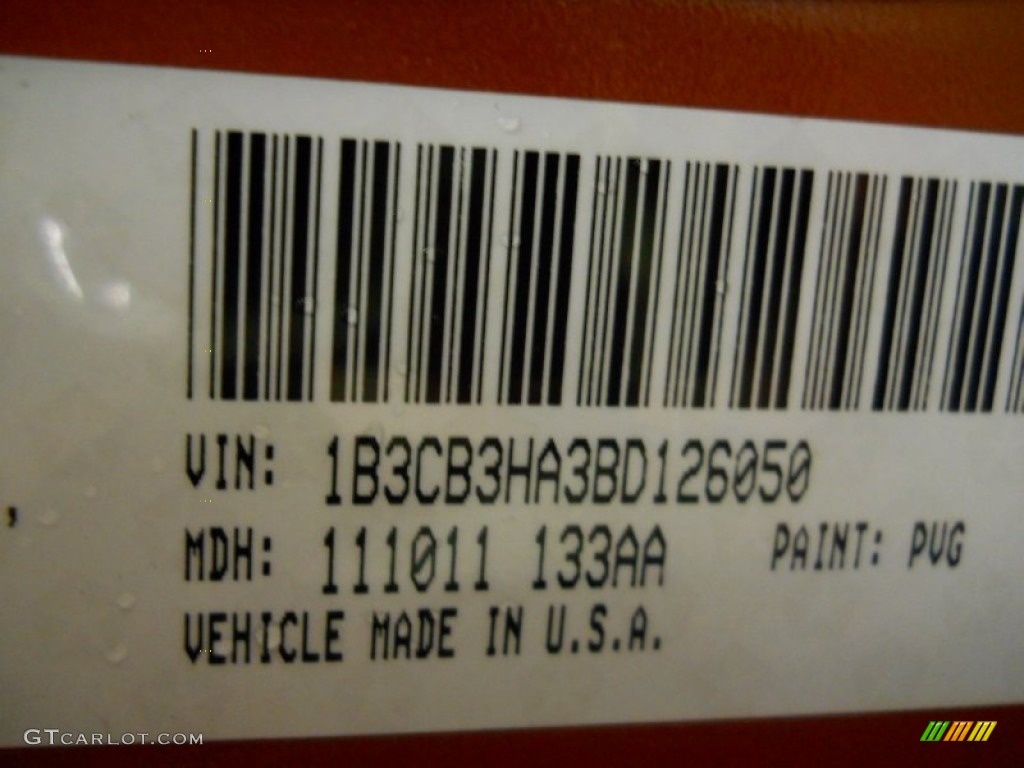 VIN: 1B3CB3HA3BD126050
MDH: 111011 133AA PAINT: PVG
VEHICLE MADE IN U.S.A.
GTCARLOT.COM